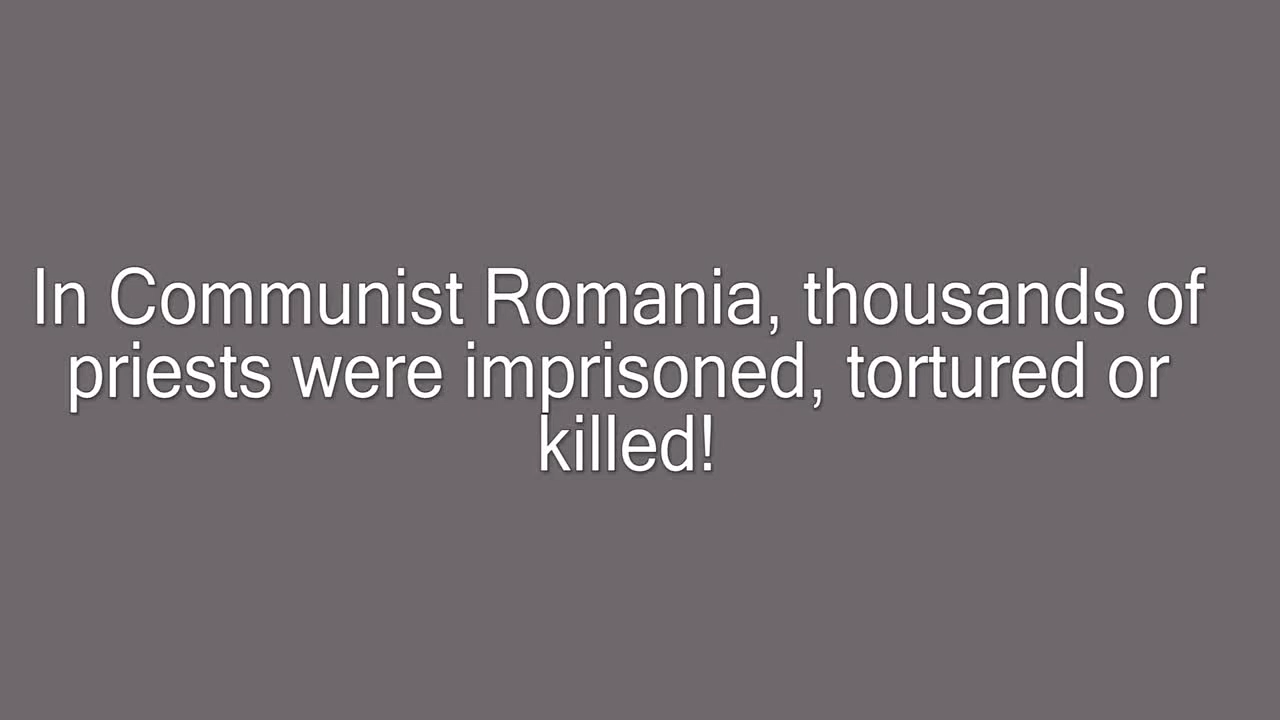 In Communist Romania, thousands of
priests were imprisoned, tortured or
killed!